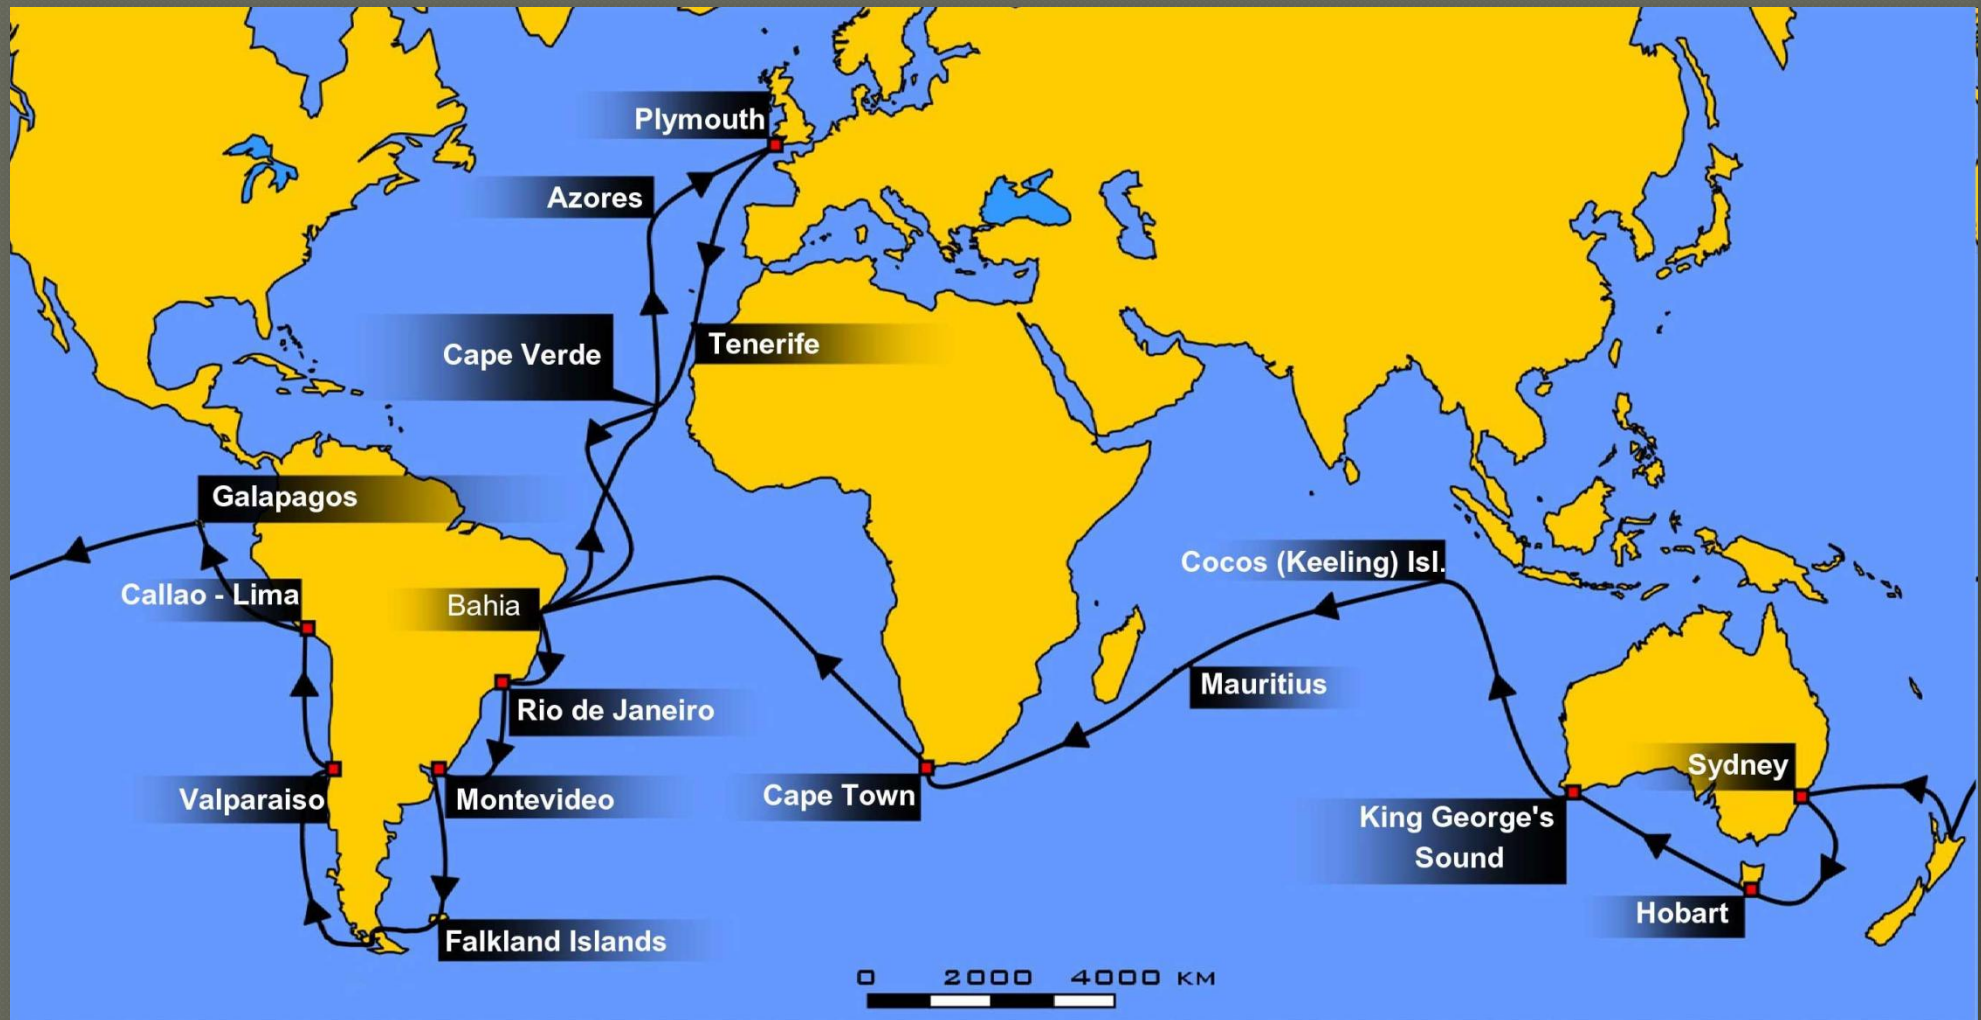 Plymouth
Azores
Cape Verde
Tenerife
Galapagos
Cocos (Keeling) Isl.
Callao - Lima
Bahia
Mauritius
Rio de Janeiro
Sydney
Valparaiso
Montevideo
Cape Town
King George's
Sound
Hobart
Falkland Islands
0 2000 4000 KM